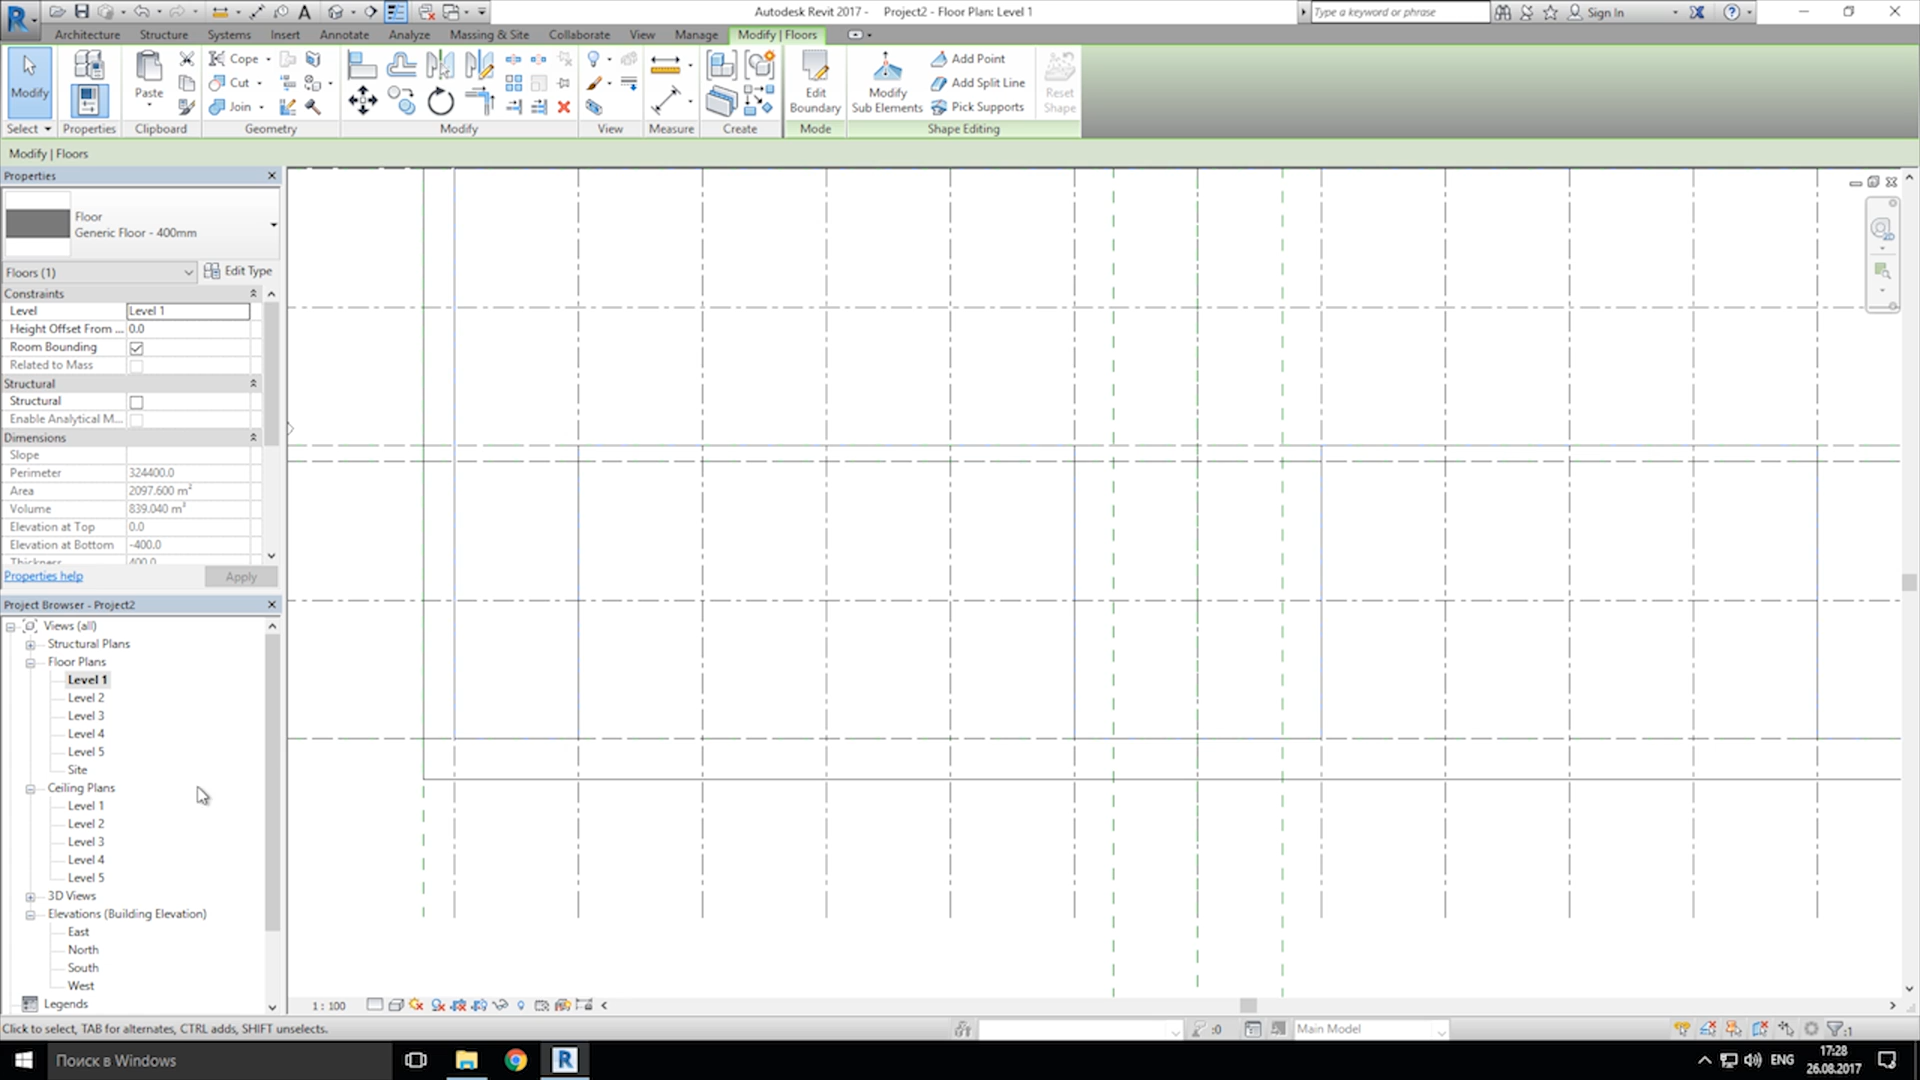 Autodesk Revit 2017 - Project2 - Floor Plan: Level 1
Type a keyword or phrase
Sign In
Architecture Structure Systems Insert Annotate Analyze Massing & Site Collaborate View Manage Modify | Floors
Modify
Paste
Cope
Cut
Join
Edit Boundary
Modify Sub Elements
Add Point
Add Split Line
Pick Supports
Reset Shape
Select Properties Clipboard Geometry Modify View Measure Create Mode Shape Editing
Modify | Floors
Properties
Floor
Generic Floor - 400mm
Floors (1)
Edit Type
Constraints
Level Level 1
Height Offset From ... 0.0
Room Bounding
Related to Mass
Structural
Structural
Enable Analytical M...
Dimensions
Slope
Perimeter 324400.0
Area 2097.600 m²
Volume 839.040 m³
Elevation at Top 0.0
Elevation at Bottom -400.0
Thickness 400.0
Properties help
Apply
Project Browser - Project2
Views (all)
Structural Plans
Floor Plans
Level 1
Level 2
Level 3
Level 4
Level 5
Site
Ceiling Plans
Level 1
Level 2
Level 3
Level 4
Level 5
3D Views
Elevations (Building Elevation)
East
North
South
West
Legends
1 : 100
Click to select, TAB for alternates, CTRL adds, SHIFT unselects.
:0
Main Model
:1
Поиск в Windows
ENG
17:28
26.08.2017